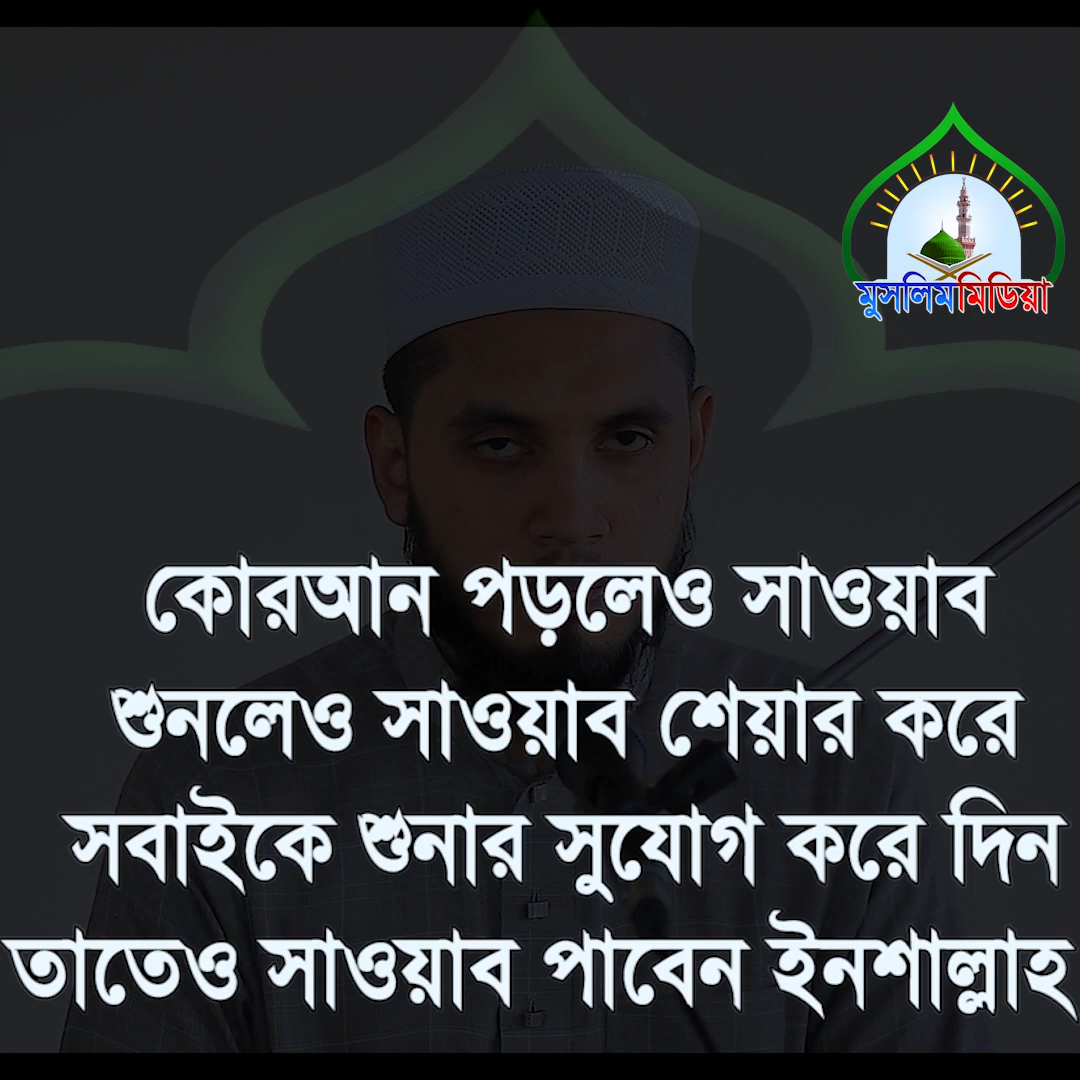 মুসলিমমিডিয়া
কোরআন পড়লেও সাওয়াব
শুনলেও সাওয়াব শেয়ার করে
সবাইকে শুনার সুযোগ করে দিন
তাতেও সাওয়াব পাবেন ইনশাল্লাহ